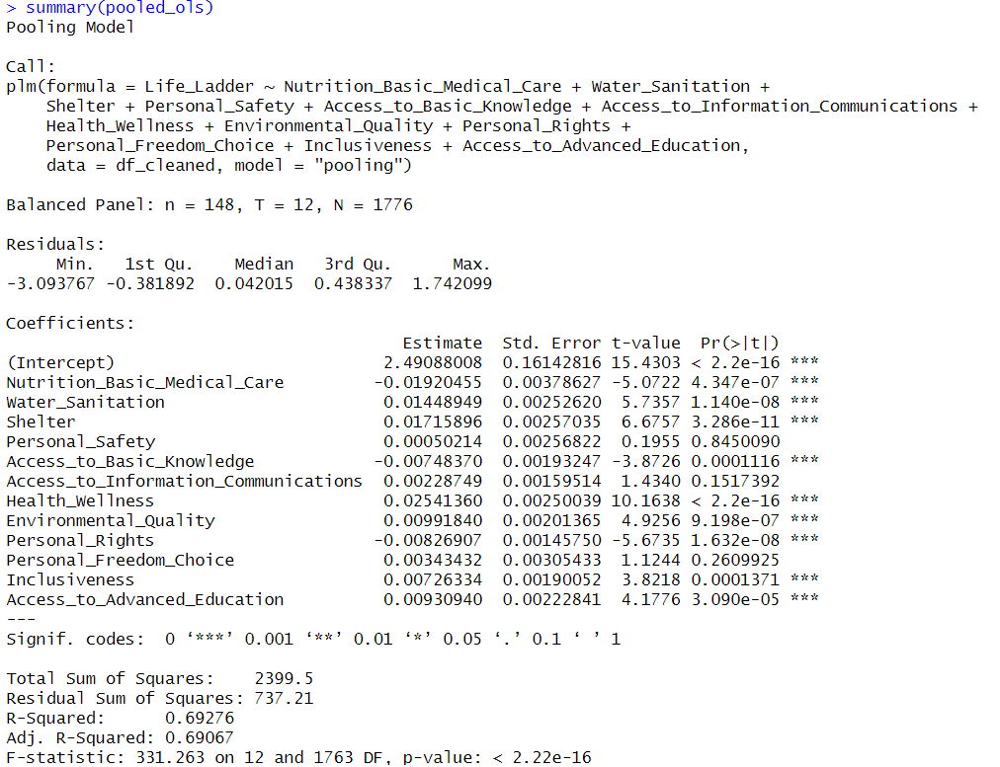 > summary(pooled_ols)
Pooling Model
Call:
plm(formula = Life_Ladder ~ Nutrition_Basic_Medical_Care + Water_Sanitation +
    Shelter + Personal_Safety + Access_to_Basic_Knowledge + Access_to_Information_Communications +
    Health_Wellness + Environmental_Quality + Personal_Rights +
    Personal_Freedom_Choice + Inclusiveness + Access_to_Advanced_Education,
    data = df_cleaned, model = "pooling")
Balanced Panel: n = 148, T = 12, N = 1776
Residuals:
     Min.   1st Qu.    Median   3rd Qu.      Max.
-3.093767 -0.381892  0.042015  0.438337  1.742099
Coefficients:
                                        Estimate  Std. Error t-value  Pr(>|t|)
(Intercept)                           2.49088008  0.16142816 15.4303 < 2.2e-16 ***
Nutrition_Basic_Medical_Care         -0.01920455  0.00378627 -5.0722 4.347e-07 ***
Water_Sanitation                      0.01448949  0.00252620  5.7357 1.140e-08 ***
Shelter                               0.01715896  0.00257035  6.6757 3.286e-11 ***
Personal_Safety                       0.00050214  0.00256822  0.1955 0.8450090
Access_to_Basic_Knowledge            -0.00748370  0.00193247 -3.8726 0.0001116 ***
Access_to_Information_Communications  0.00228749  0.00159514  1.4340 0.1517392
Health_Wellness                       0.02541360  0.00250039 10.1638 < 2.2e-16 ***
Environmental_Quality                 0.00991840  0.00201365  4.9256 9.198e-07 ***
Personal_Rights                      -0.00826907  0.00145750 -5.6735 1.632e-08 ***
Personal_Freedom_Choice               0.00343432  0.00305433  1.1244 0.2609925
Inclusiveness                         0.00726334  0.00190052  3.8218 0.0001371 ***
Access_to_Advanced_Education          0.00930940  0.00222841  4.1776 3.090e-05 ***
---
Signif. codes:  0 ‘***’ 0.001 ‘**’ 0.01 ‘*’ 0.05 ‘.’ 0.1 ‘ ’ 1
Total Sum of Squares:    2399.5
Residual Sum of Squares: 737.21
R-Squared:      0.69276
Adj. R-Squared: 0.69067
F-statistic: 331.263 on 12 and 1763 DF, p-value: < 2.22e-16